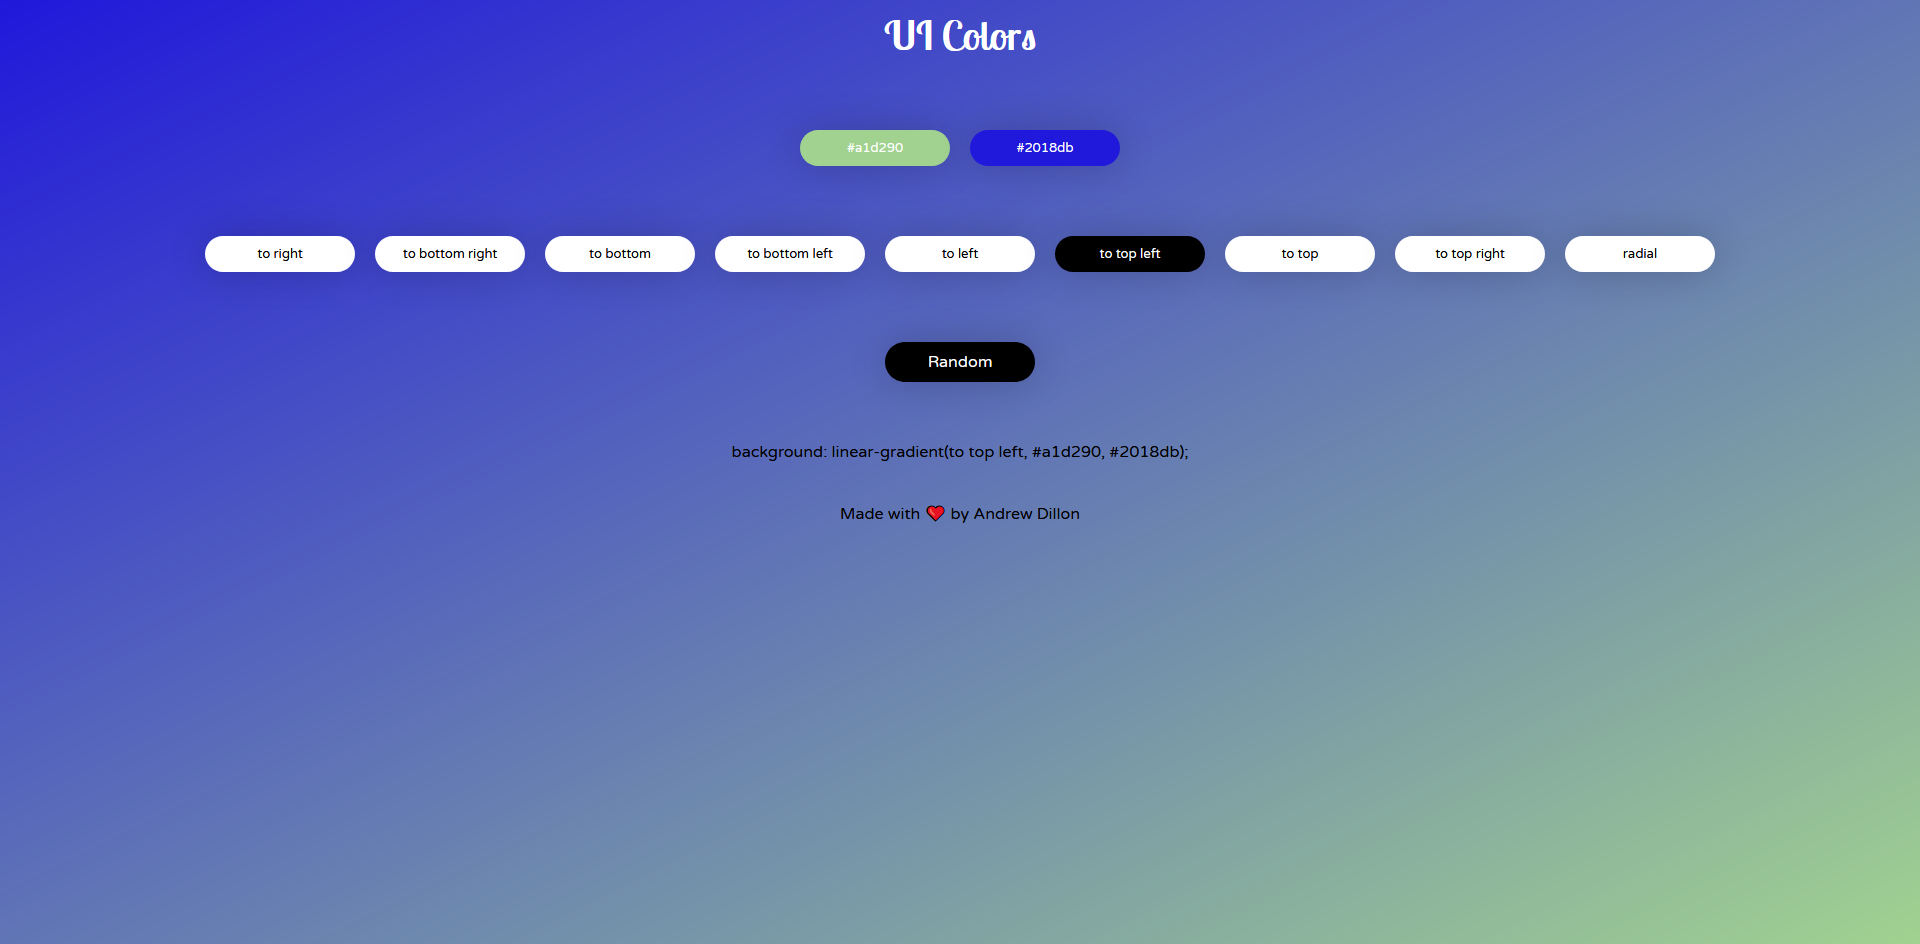 UI Colors
#a1d290 #2018db
to right to bottom right to bottom to bottom left to left to top left to top to top right radial
Random
background: linear-gradient(to top left, #a1d290, #2018db);
Made with ❤️ by Andrew Dillon